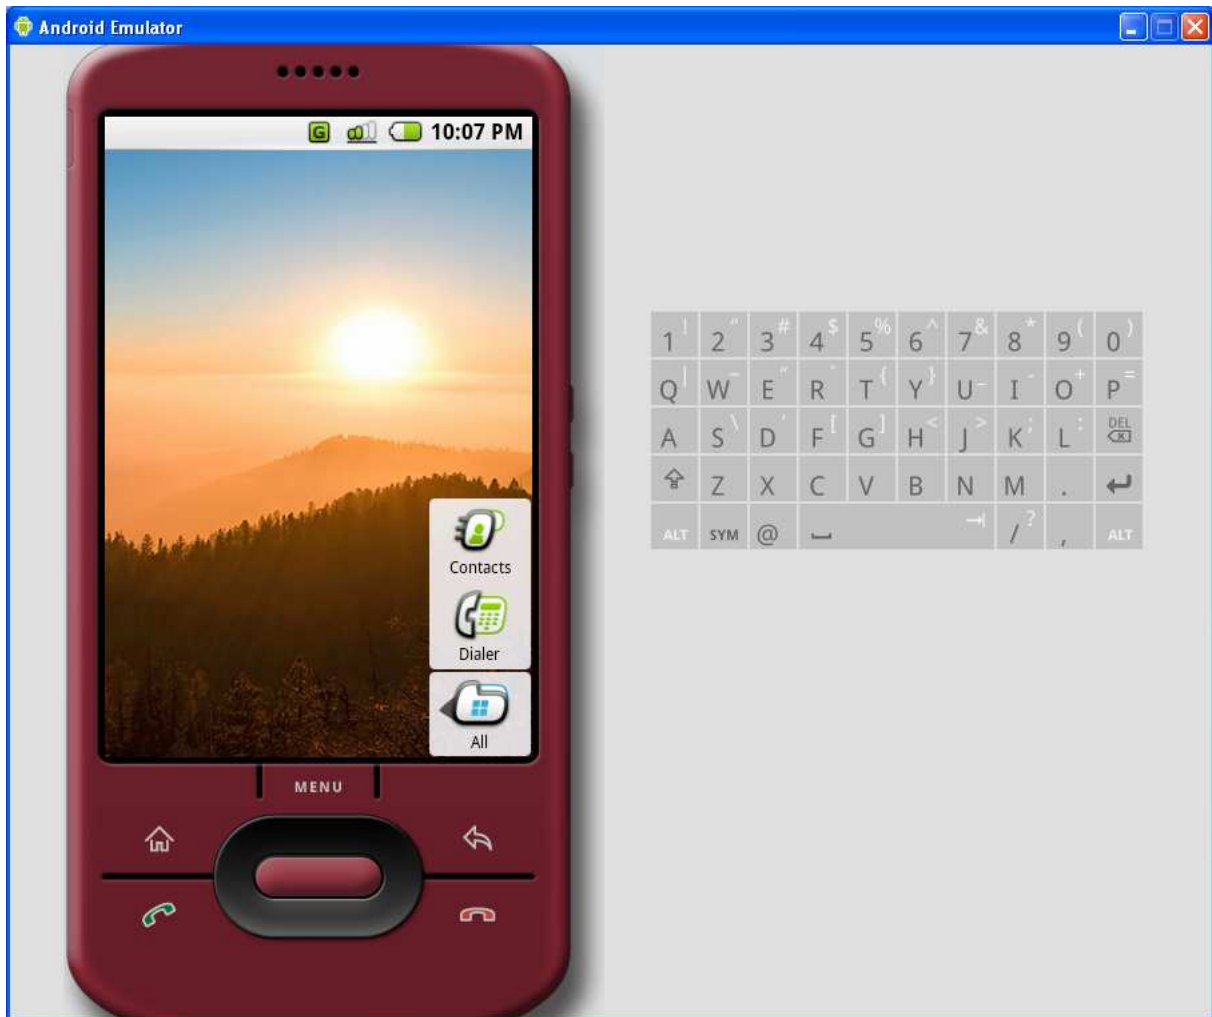 Android Emulator
G 10:07 PM
Contacts
Dialer
All
MENU
1 ! 2 " 3 # 4 $ 5 % 6 ^ 7 & 8 * 9 ( 0 )
Q | W ~ E " R ` T { Y } U _ I - O + P =
A S \ D ' F [ G ] H < J > K ; L : DEL
Z X C V B N M .
ALT SYM @ / ? , ALT